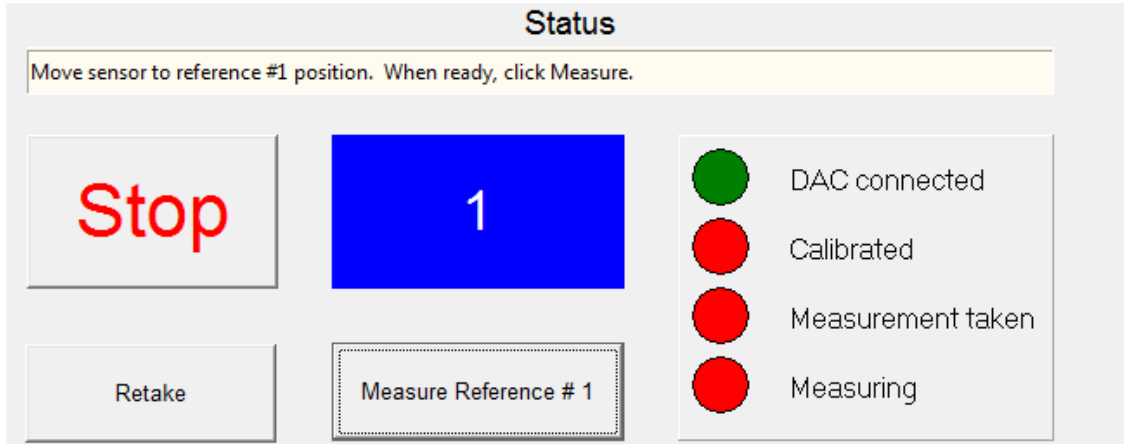 Status
Move sensor to reference #1 position.  When ready, click Measure.
Stop
1
DAC connected
Calibrated
Measurement taken
Measuring
Retake
Measure Reference # 1